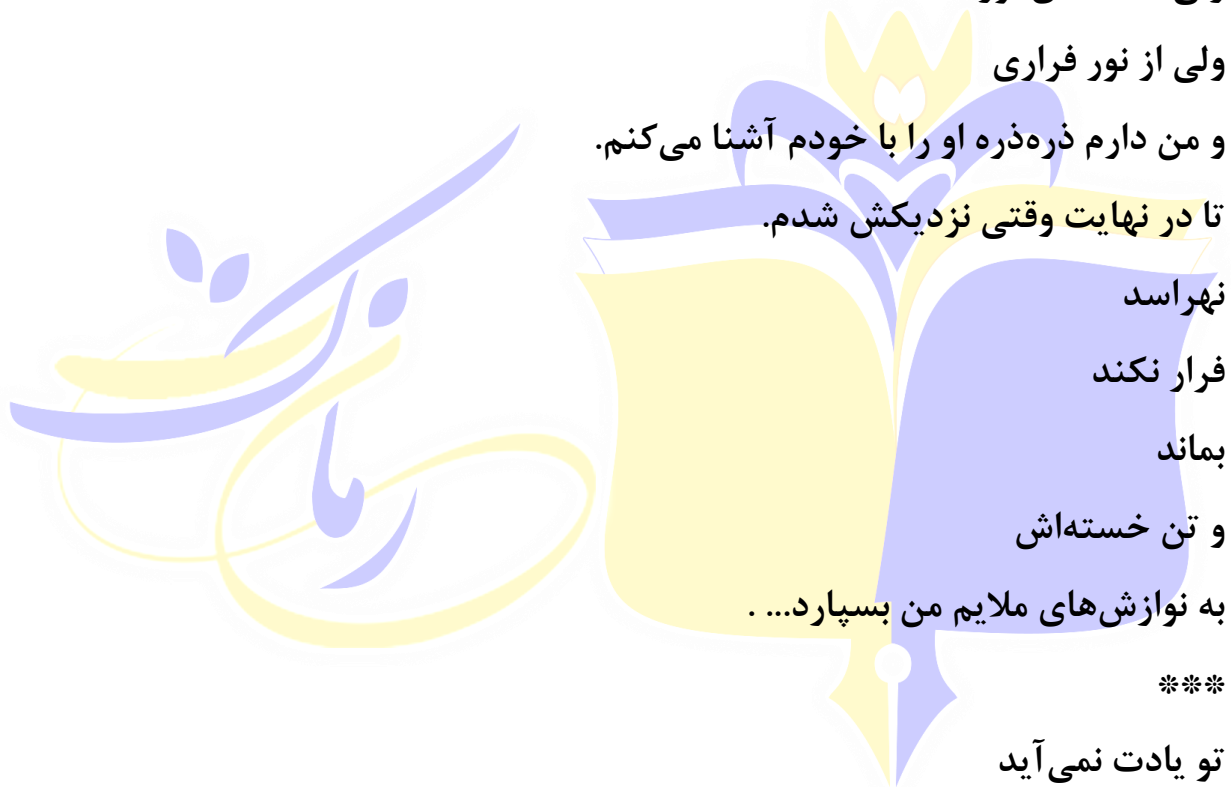 ولی از نور فراری
و من دارم ذره‌ذره او را با خودم آشنا می‌کنم.
تا در نهایت وقتی نزدیکش شدم.
نهراسد
فرار نکند
بماند
و تن خسته‌اش
به نوازش‌های ملایم من بسپارد... .
***
تو یادت نمی‌آید